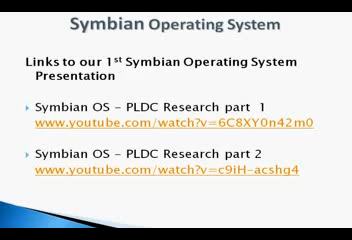 Symbian Operating System
Links to our 1st Symbian Operating System
Presentation
Symbian OS – PLDC Research part 1
www.youtube.com/watch?v=6C8XY0n42m0
Symbian OS – PLDC Research part 2
www.youtube.com/watch?v=c9iH-acshg4